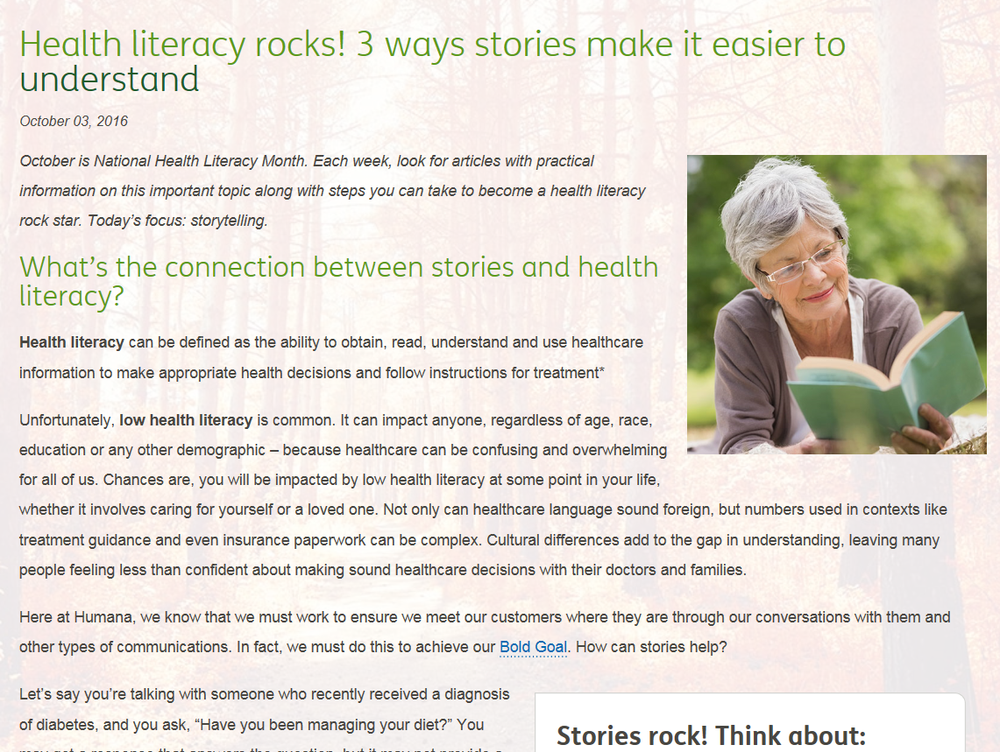 Health literacy rocks! 3 ways stories make it easier to
understand
October 03, 2016
October is National Health Literacy Month. Each week, look for articles with practical
information on this important topic along with steps you can take to become a health literacy
rock star. Today’s focus: storytelling.
What’s the connection between stories and health
literacy?
Health literacy can be defined as the ability to obtain, read, understand and use healthcare
information to make appropriate health decisions and follow instructions for treatment*
Unfortunately, low health literacy is common. It can impact anyone, regardless of age, race,
education or any other demographic – because healthcare can be confusing and overwhelming
for all of us. Chances are, you will be impacted by low health literacy at some point in your life,
whether it involves caring for yourself or a loved one. Not only can healthcare language sound foreign, but numbers used in contexts like
treatment guidance and even insurance paperwork can be complex. Cultural differences add to the gap in understanding, leaving many
people feeling less than confident about making sound healthcare decisions with their doctors and families.
Here at Humana, we know that we must work to ensure we meet our customers where they are through our conversations with them and
other types of communications. In fact, we must do this to achieve our Bold Goal. How can stories help?
Let’s say you’re talking with someone who recently received a diagnosis
of diabetes, and you ask, “Have you been managing your diet?” You
Stories rock! Think about: